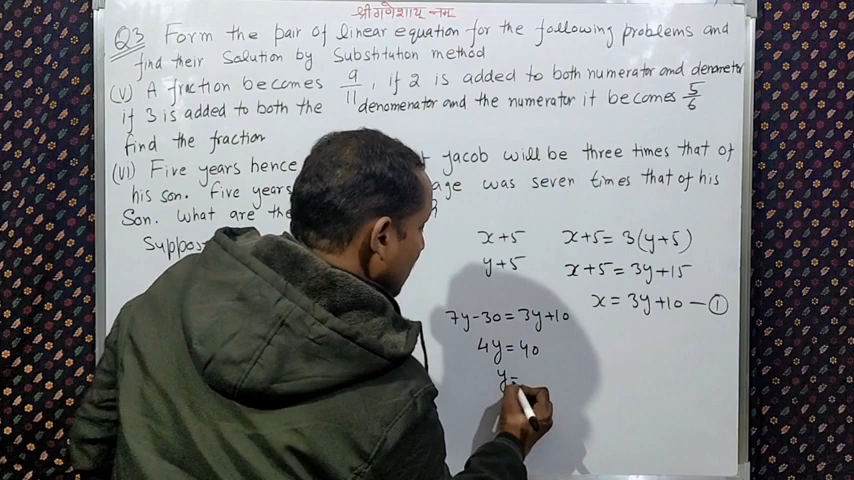 श्री गणेशाय नमः
Q3 Form the pair of linear equation for the following problems and
find their Solution by Substitution method
(V) A fraction becomes 9/11, if 2 is added to both numerator and denometer
if 3 is added to both the denomenator and the numerator it becomes 5/6
find the fraction
(VI) Five years hence Jacob will be three times that of
his son. Five years age was seven times that of his
Son. What are the
x+5
y+5
x+5=3(y+5)
x+5=3y+15
x=3y+10—①
7y-30=3y+10
4y=40
y=